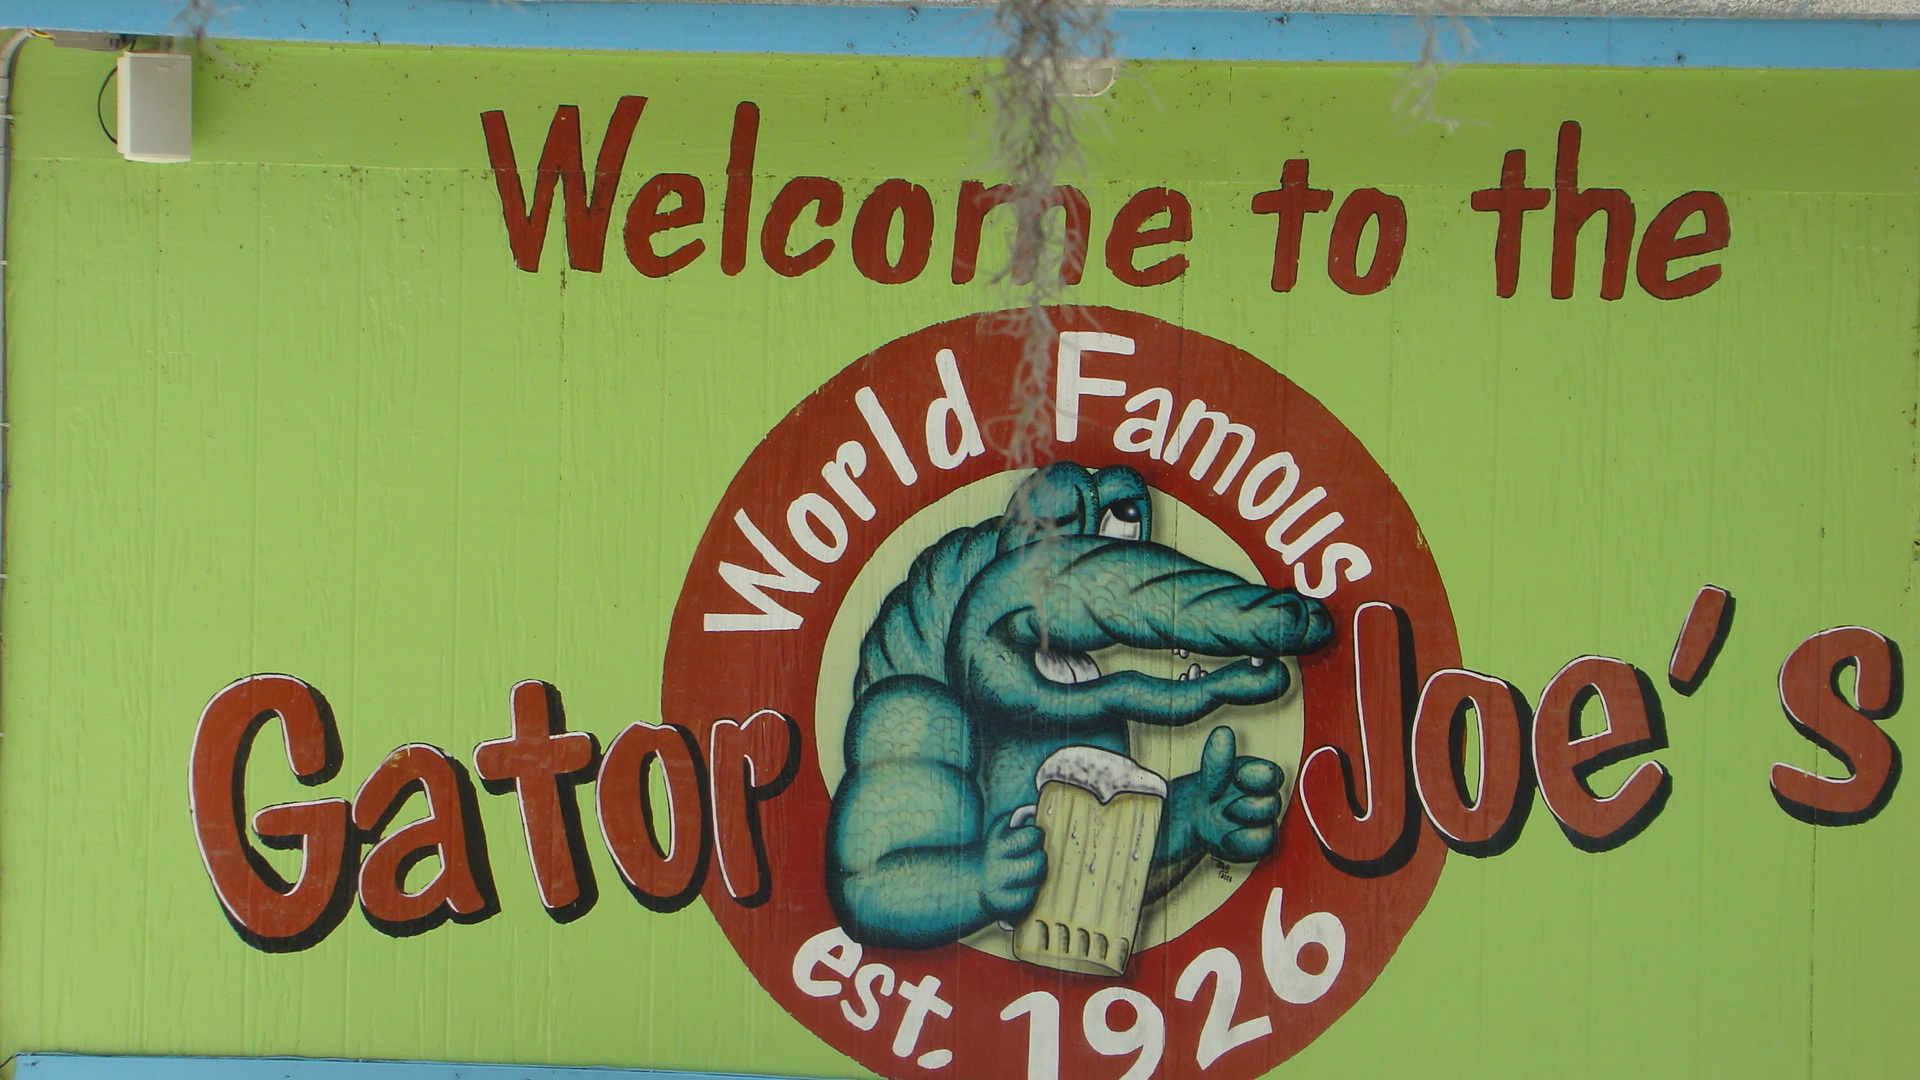 Welcome to the
World Famous
Gator Joe's
est. 1926